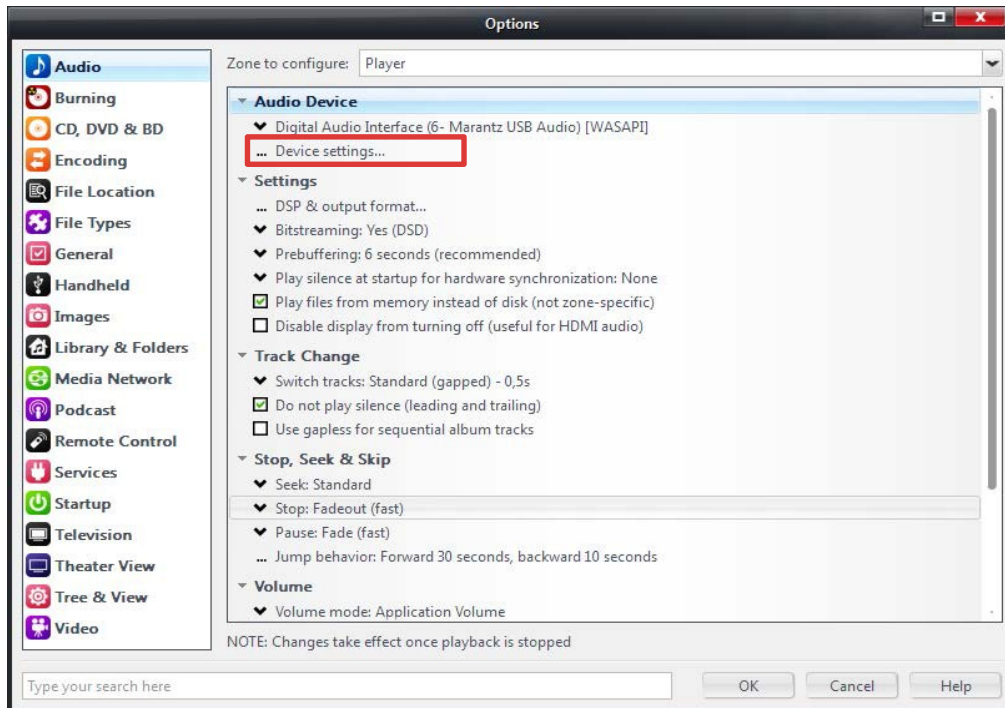 Options
Audio
Burning
CD, DVD & BD
Encoding
File Location
File Types
General
Handheld
Images
Library & Folders
Media Network
Podcast
Remote Control
Services
Startup
Television
Theater View
Tree & View
Video
Zone to configure: Player
Audio Device
Digital Audio Interface (6- Marantz USB Audio) [WASAPI]
... Device settings...
Settings
... DSP & output format...
Bitstreaming: Yes (DSD)
Prebuffering: 6 seconds (recommended)
Play silence at startup for hardware synchronization: None
Play files from memory instead of disk (not zone-specific)
Disable display from turning off (useful for HDMI audio)
Track Change
Switch tracks: Standard (gapped) - 0,5s
Do not play silence (leading and trailing)
Use gapless for sequential album tracks
Stop, Seek & Skip
Seek: Standard
Stop: Fadeout (fast)
Pause: Fade (fast)
... Jump behavior: Forward 30 seconds, backward 10 seconds
Volume
Volume mode: Application Volume
NOTE: Changes take effect once playback is stopped
Type your search here
OK Cancel Help